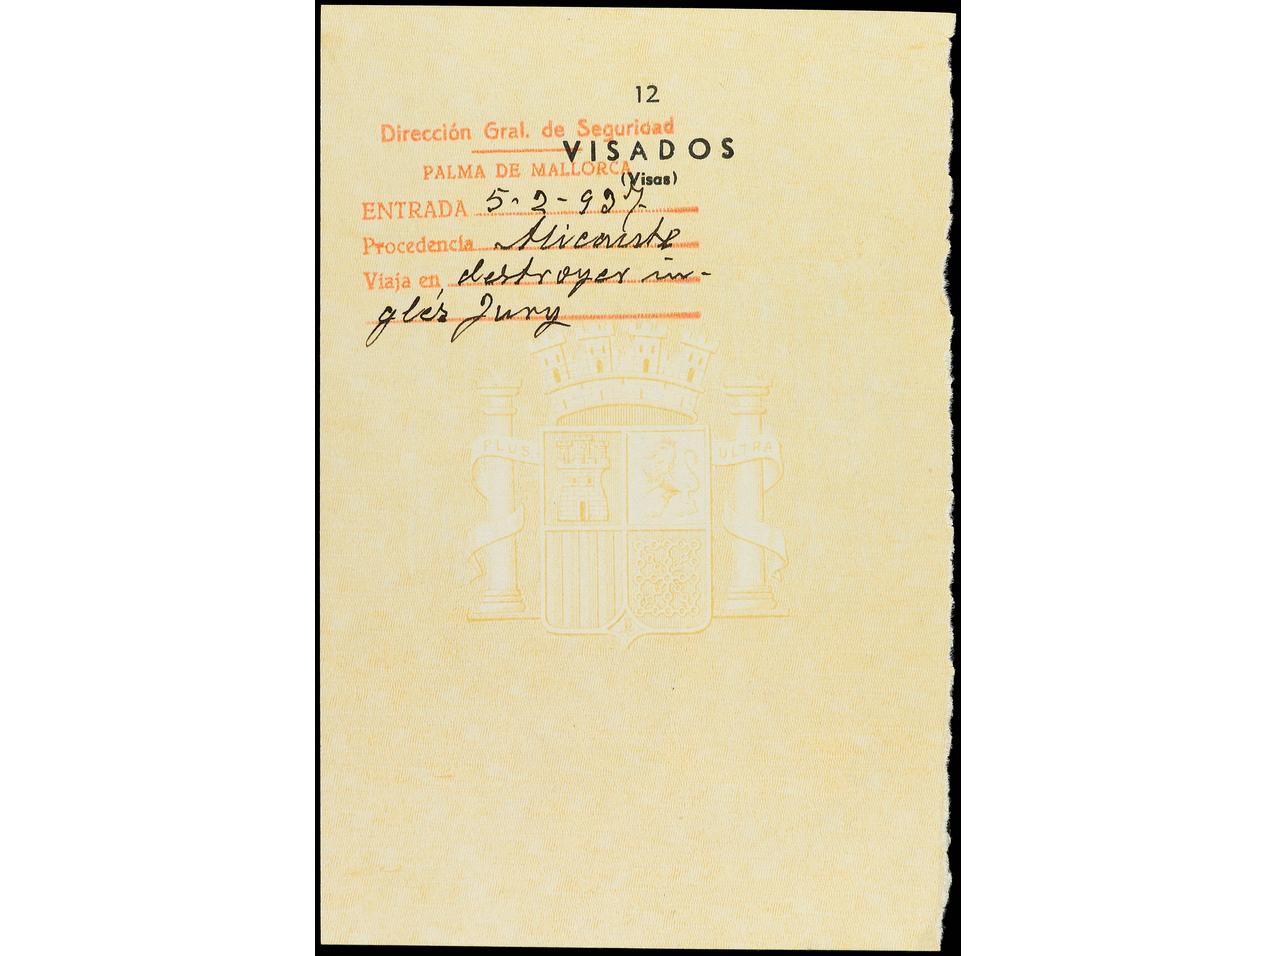 12
Dirección Gral. de Seguridad
VISADOS
PALMA DE MALLORCA
(Visas)
ENTRADA 5-2-937
Procedencia Alicante
Viaja en destroyer in-
glés Jury
PLUS ULTRA